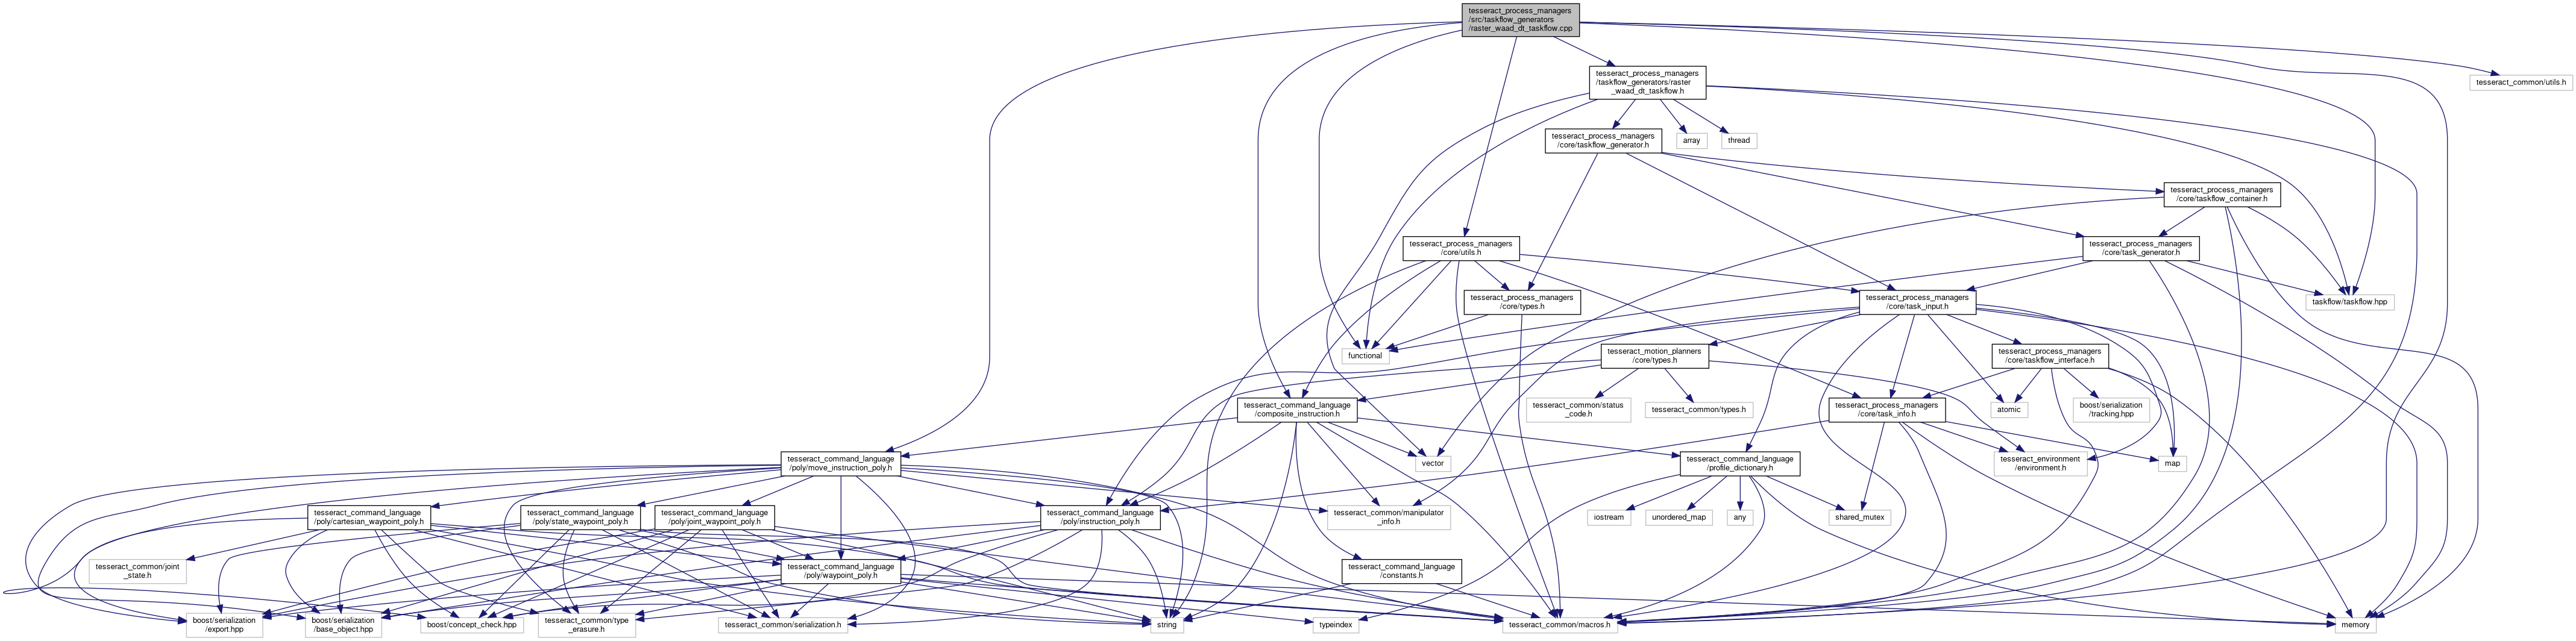 tesseract_process_managers
/src/taskflow_generators
/raster_waad_dt_taskflow.cpp
tesseract_process_managers
/taskflow_generators/raster
_waad_dt_taskflow.h
tesseract_common/utils.h
tesseract_process_managers
/core/taskflow_generator.h
array
thread
tesseract_process_managers
/core/taskflow_container.h
tesseract_process_managers
/core/utils.h
tesseract_process_managers
/core/task_generator.h
tesseract_process_managers
/core/types.h
tesseract_process_managers
/core/task_input.h
taskflow/taskflow.hpp
functional
tesseract_motion_planners
/core/types.h
tesseract_process_managers
/core/taskflow_interface.h
tesseract_command_language
/composite_instruction.h
tesseract_common/status
_code.h
tesseract_common/types.h
tesseract_process_managers
/core/task_info.h
atomic
boost/serialization
/tracking.hpp
tesseract_command_language
/poly/move_instruction_poly.h
vector
tesseract_command_language
/profile_dictionary.h
tesseract_environment
/environment.h
map
tesseract_command_language
/poly/cartesian_waypoint_poly.h
tesseract_command_language
/poly/state_waypoint_poly.h
tesseract_command_language
/poly/joint_waypoint_poly.h
tesseract_command_language
/poly/instruction_poly.h
tesseract_common/manipulator
_info.h
iostream
unordered_map
any
shared_mutex
tesseract_common/joint
_state.h
tesseract_command_language
/poly/waypoint_poly.h
tesseract_command_language
/constants.h
boost/serialization
/export.hpp
boost/serialization
/base_object.hpp
boost/concept_check.hpp
tesseract_common/type
_erasure.h
tesseract_common/serialization.h
string
typeindex
tesseract_common/macros.h
memory